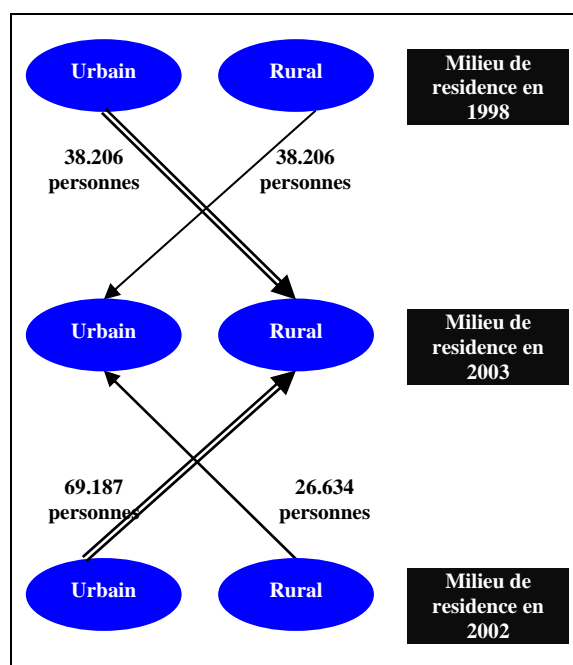 Urbain
Rural
Milieu de
residence en
1998
38.206
personnes
38.206
personnes
Urbain
Rural
Milieu de
residence en
2003
69.187
personnes
26.634
personnes
Urbain
Rural
Milieu de
residence en
2002